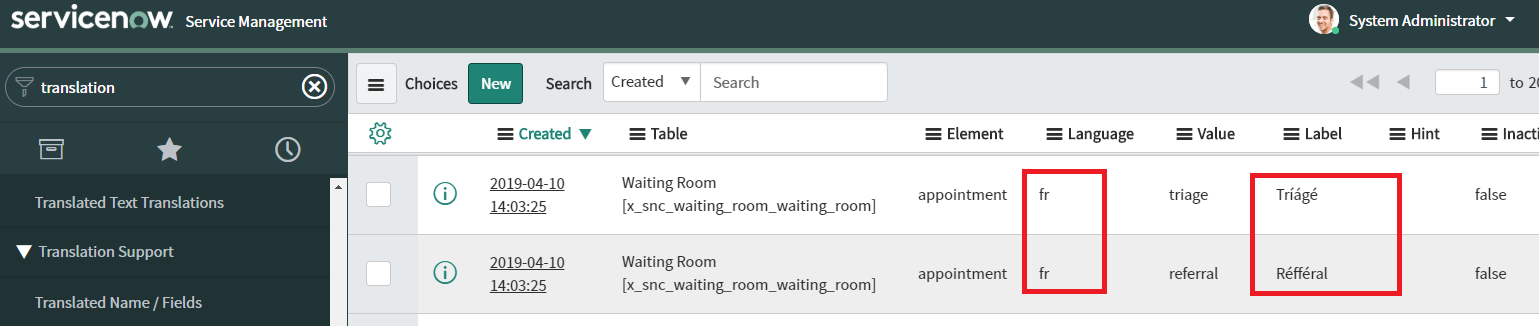 servicenow Service Management
System Administrator
translation
Choices New Search Created Search 1 to 20
Created Table Element Language Value Label Hint Inacti
2019-04-10
14:03:25
Waiting Room
[x_snc_waiting_room_waiting_room]
appointment fr triage Tríágé false
2019-04-10
14:03:25
Waiting Room
[x_snc_waiting_room_waiting_room]
appointment fr referral Réfféral false
Translated Text Translations
Translation Support
Translated Name / Fields